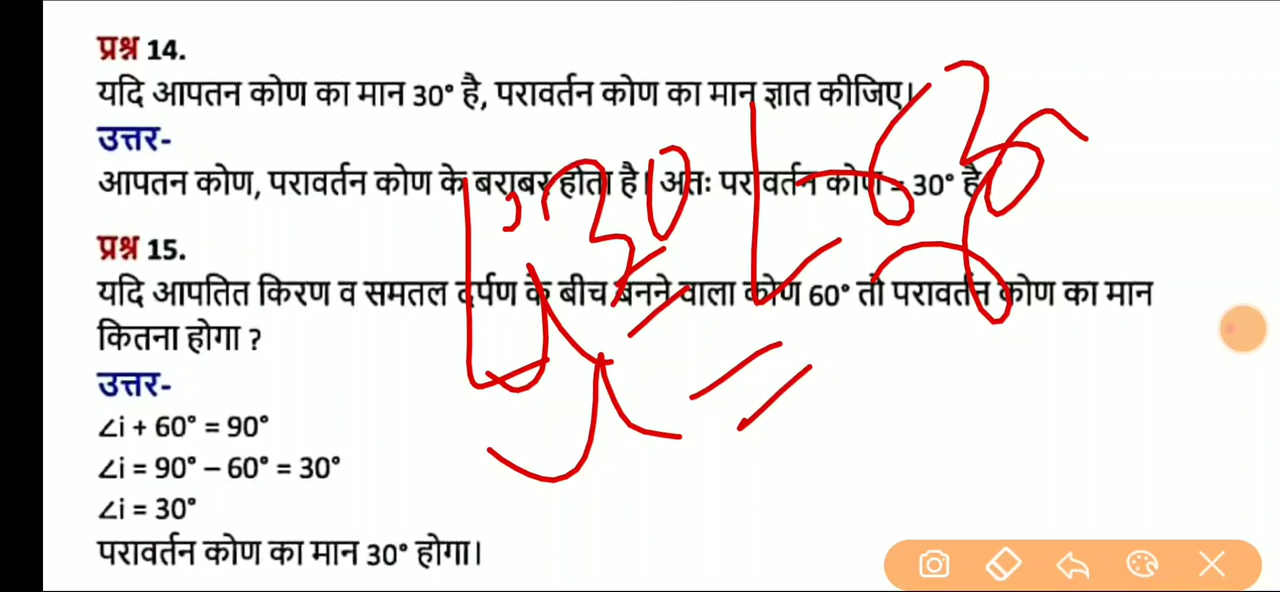 प्रश्न 14.
यदि आपतन कोण का मान 30° है, परावर्तन कोण का मान ज्ञात कीजिए।
उत्तर-
आपतन कोण, परावर्तन कोण के बराबर होता है। अतः परावर्तन कोण = 30° है
प्रश्न 15.
यदि आपतित किरण व समतल दर्पण के बीच बनने वाला कोण 60° तो परावर्तन कोण का मान
कितना होगा ?
उत्तर-
∠i + 60° = 90°
∠i = 90° – 60° = 30°
∠i = 30°
परावर्तन कोण का मान 30° होगा।